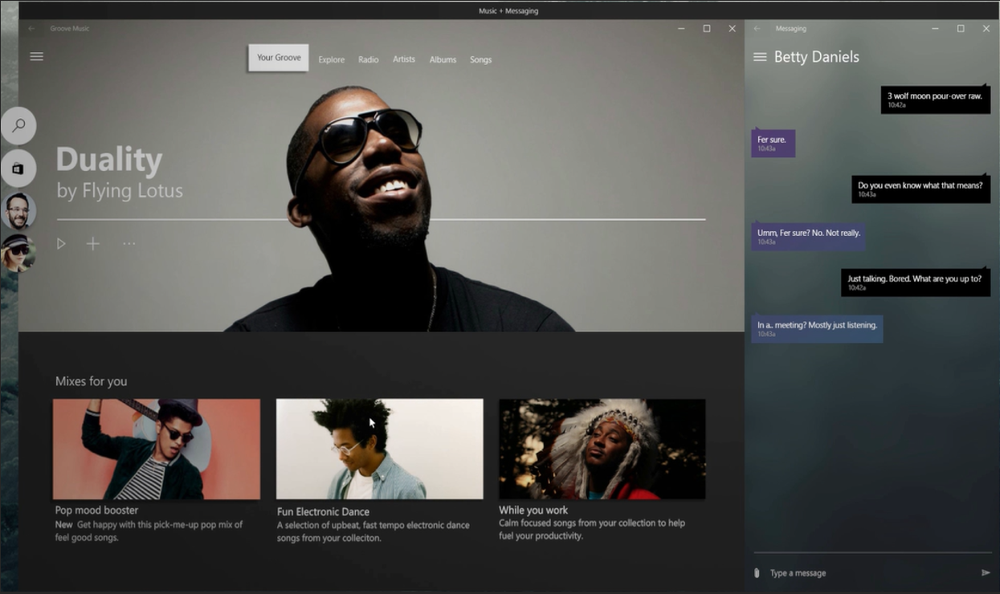 Music + Messaging
Groove Music
Your Groove
Explore
Radio
Artists
Albums
Songs
Duality
by Flying Lotus
Mixes for you
Pop mood booster
New Get happy with this pick-me-up pop mix of
feel good songs.
Fun Electronic Dance
A selection of upbeat, fast tempo electronic dance
songs from your colleciton.
While you work
Calm focused songs from your collection to help
fuel your productivity.
Messaging
Betty Daniels
3 wolf moon pour-over raw.
10:42a
Fer sure.
10:43a
Do you even know what that means?
10:43a
Umm, Fer sure? No. Not really.
10:43a
Just talking. Bored. What are you up to?
10:42a
In a.. meeting? Mostly just listening.
10:43a
Type a message